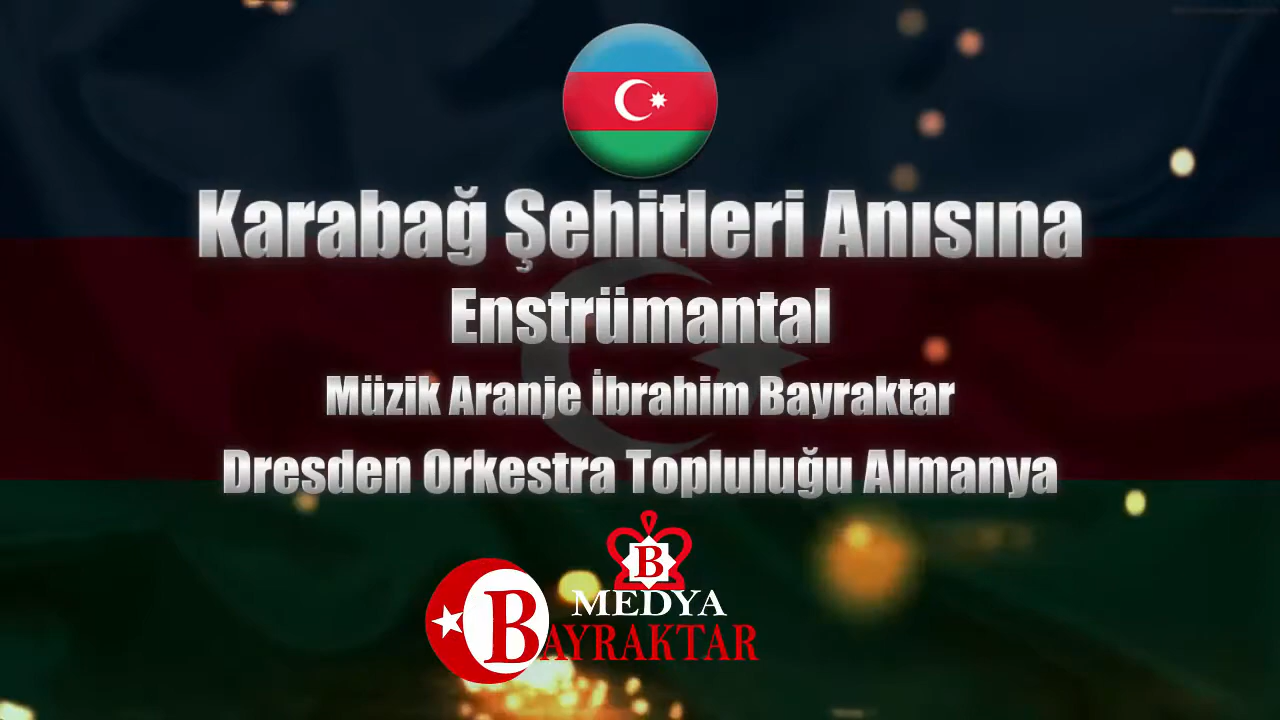 Karabağ Şehitleri Anısına
Enstrümantal
Müzik Aranje İbrahim Bayraktar
Dresden Orkestra Topluluğu Almanya
B
MEDYA
BAYRAKTAR